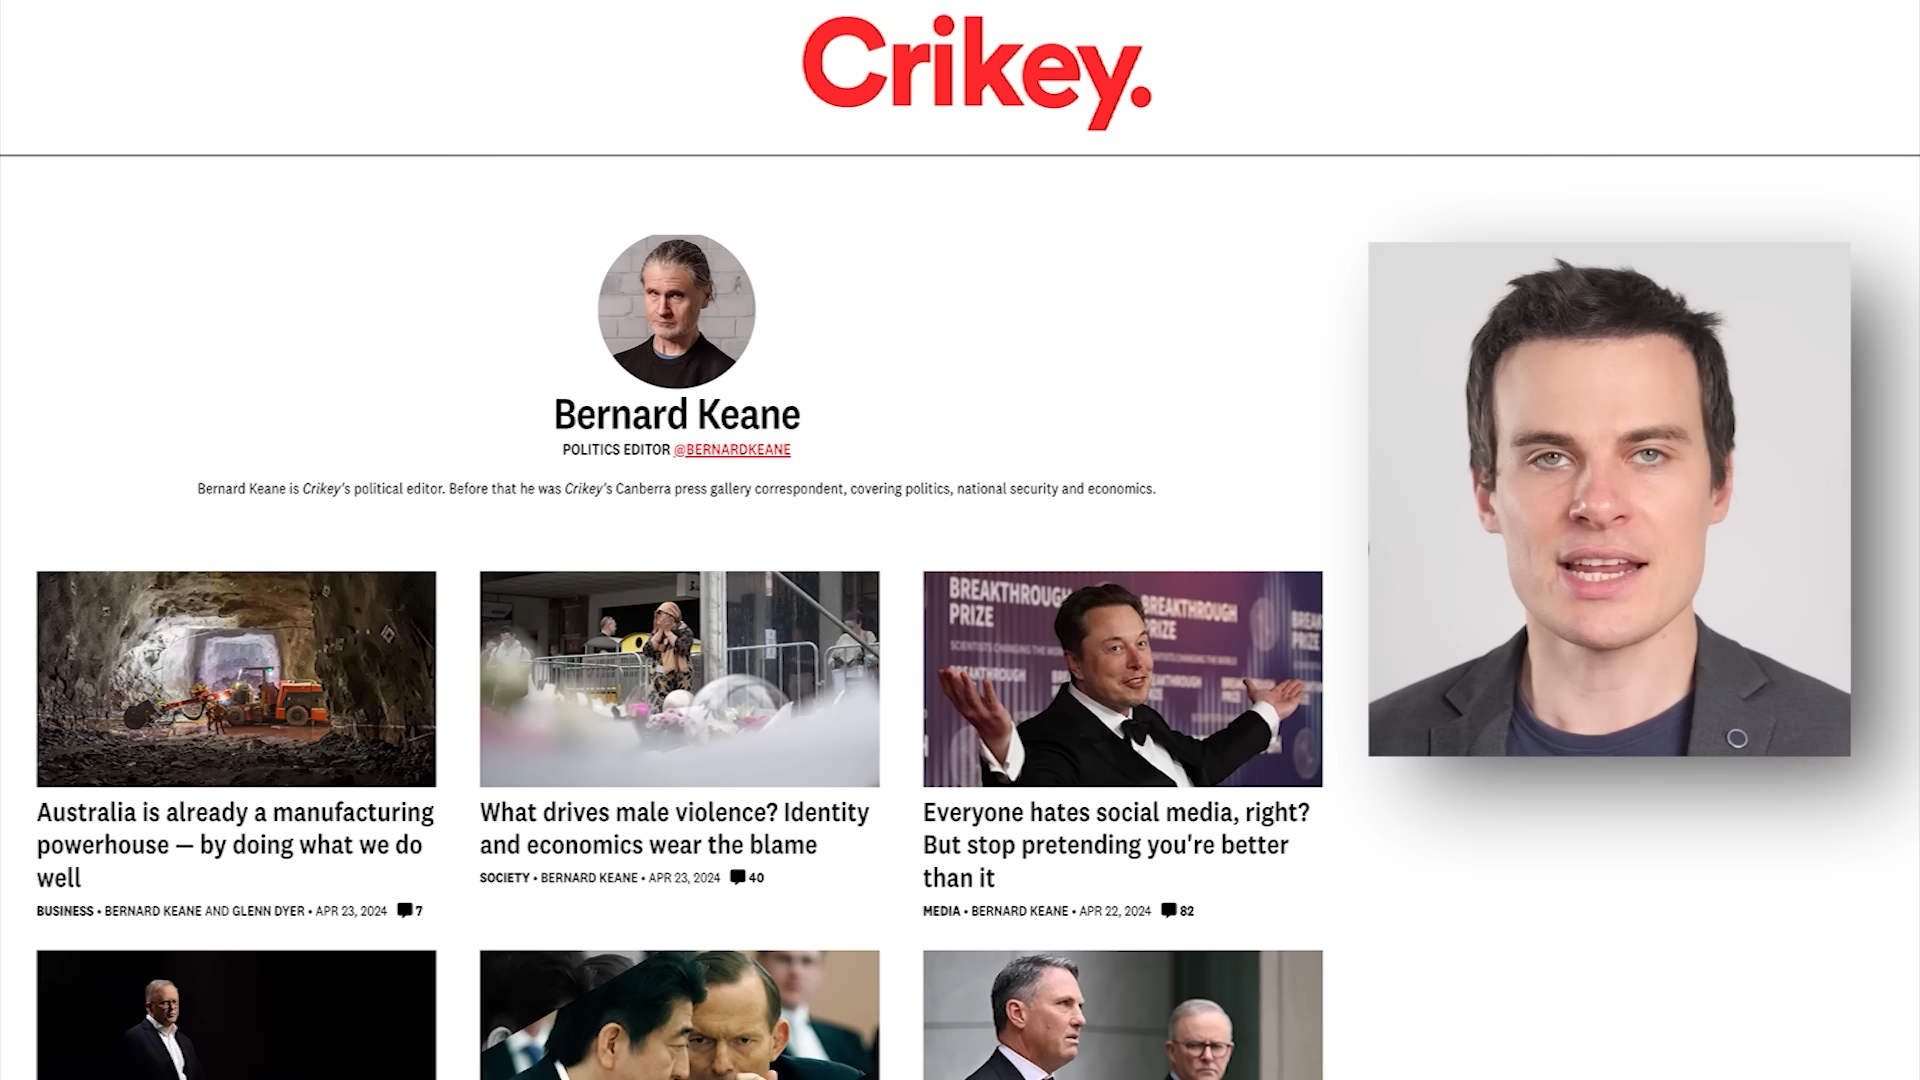 Crikey.
Bernard Keane
POLITICS EDITOR @BERNARDKEANE
Bernard Keane is Crikey's political editor. Before that he was Crikey's Canberra press gallery correspondent, covering politics, national security and economics.
BREAKTHROUGH
PRIZE
BREAKTHROUGH
PRIZE
Australia is already a manufacturing
powerhouse — by doing what we do
well
BUSINESS • BERNARD KEANE AND GLENN DYER • APR 23, 2024 7
What drives male violence? Identity
and economics wear the blame
SOCIETY • BERNARD KEANE • APR 23, 2024 40
Everyone hates social media, right?
But stop pretending you're better
than it
MEDIA • BERNARD KEANE • APR 22, 2024 82